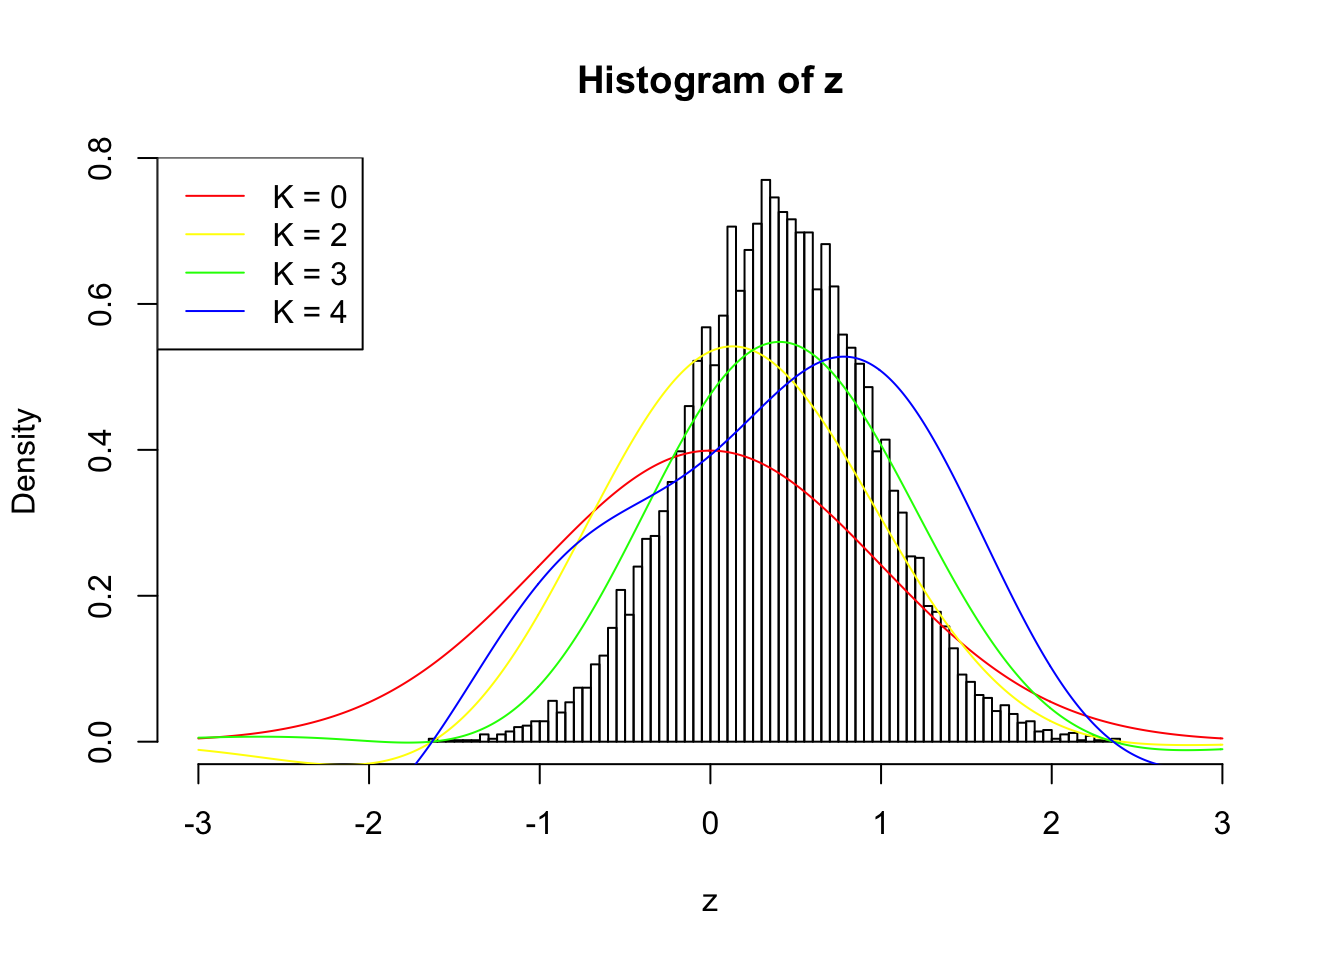 Histogram of z
K = 0
K = 2
K = 3
K = 4
Density
0.0
0.2
0.4
0.6
0.8
-3
-2
-1
0
1
2
3
z